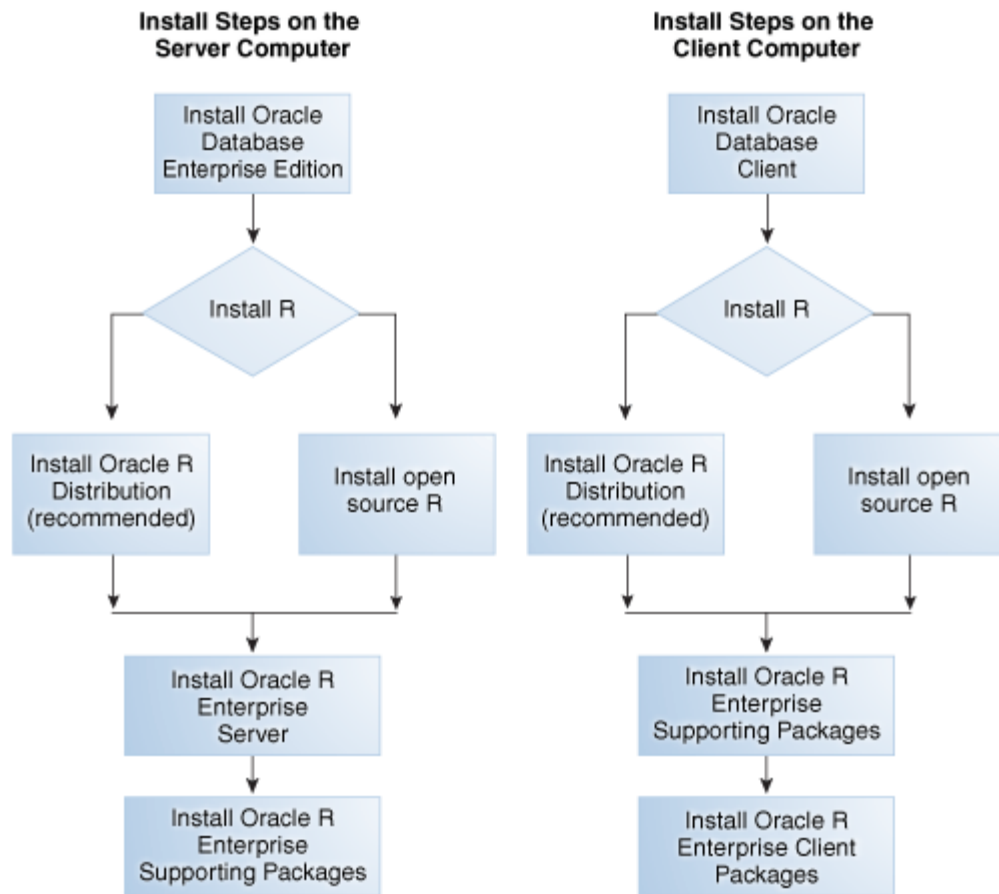 Install Steps on the
Server Computer
Install Oracle
Database
Enterprise Edition
Install R
Install Oracle R
Distribution
(recommended)
Install open
source R
Install Oracle R
Enterprise
Server
Install Oracle R
Enterprise
Supporting Packages
Install Steps on the
Client Computer
Install Oracle
Database
Client
Install R
Install Oracle R
Distribution
(recommended)
Install open
source R
Install Oracle R
Enterprise
Supporting Packages
Install Oracle R
Enterprise Client
Packages